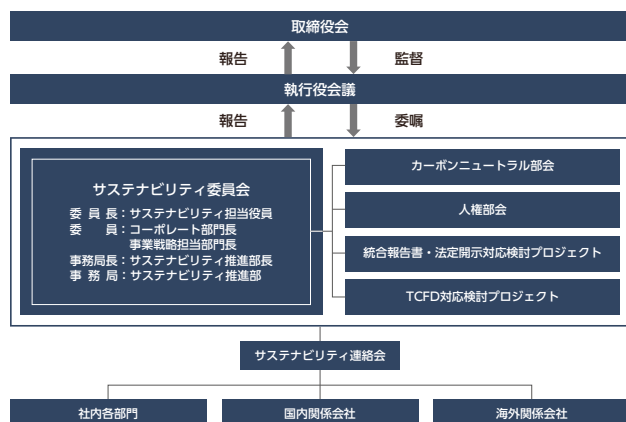 取締役会
報告 監督
執行役会議
報告 委嘱
サステナビリティ委員会
委員長：サステナビリティ担当役員
委　員：コーポレート部門長
事業戦略担当部門長
事務局長：サステナビリティ推進部長
事務局：サステナビリティ推進部
カーボンニュートラル部会
人権部会
統合報告書・法定開示対応検討プロジェクト
TCFD対応検討プロジェクト
サステナビリティ連絡会
社内各部門 国内関係会社 海外関係会社